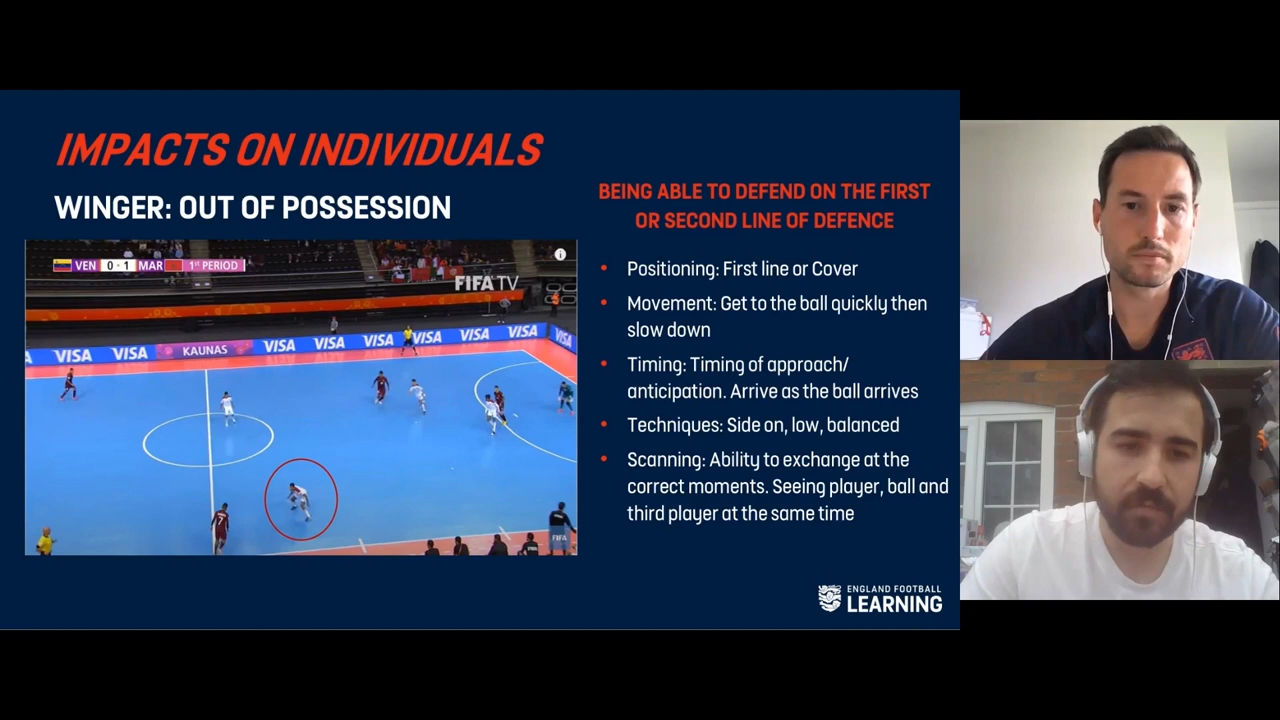 IMPACTS ON INDIVIDUALS
WINGER: OUT OF POSSESSION
VEN 0 - 1 MAR 1ST PERIOD
FIFA TV
VISA VISA KAUNAS VISA VISA VISA VISA VISA VISA
7
FIFA
BEING ABLE TO DEFEND ON THE FIRST
OR SECOND LINE OF DEFENCE
• Positioning: First line or Cover
• Movement: Get to the ball quickly then
slow down
• Timing: Timing of approach/
anticipation. Arrive as the ball arrives
• Techniques: Side on, low, balanced
• Scanning: Ability to exchange at the
correct moments. Seeing player, ball and
third player at the same time
ENGLAND FOOTBALL
LEARNING